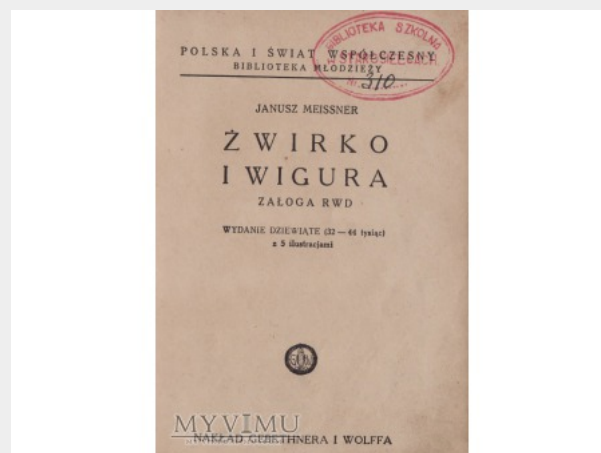 POLSKA I ŚWIAT WSPÓŁCZESNY
BIBLIOTEKA MŁODZIEŻY
BIBLIOTEKA SZKOLNA
Nr. 310
JANUSZ MEISSNER
ŻWIRKO
I WIGURA
ZAŁOGA RWD
WYDANIE DZIEWIĄTE (32 — 44 tysiąc)
z 5 ilustracjami
MYVIMU
NAKŁAD GEBETHNERA I WOLFFA